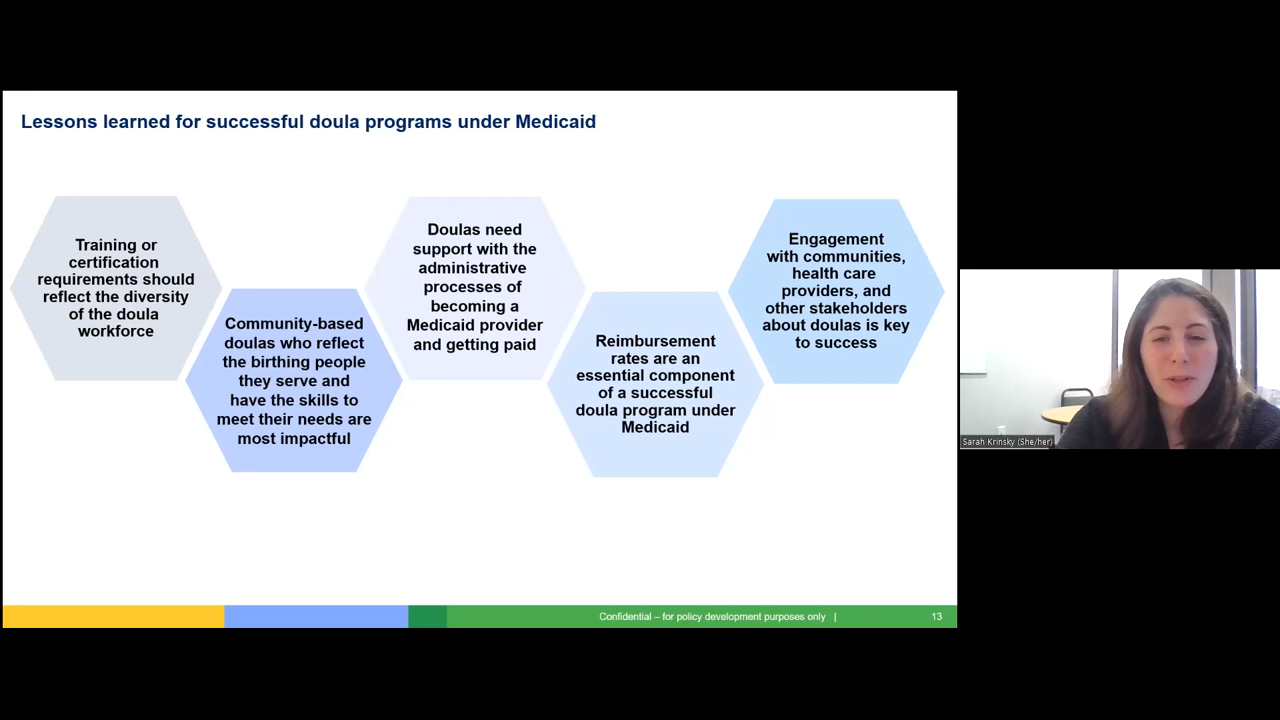 Lessons learned for successful doula programs under Medicaid
Training or
certification
requirements should
reflect the diversity
of the doula
workforce
Community-based
doulas who reflect
the birthing people
they serve and
have the skills to
meet their needs are
most impactful
Doulas need
support with the
administrative
processes of
becoming a
Medicaid provider
and getting paid
Reimbursement
rates are an
essential component
of a successful
doula program under
Medicaid
Engagement
with communities,
health care
providers, and
other stakeholders
about doulas is key
to success
Confidential – for policy development purposes only | 13
Sarah Krinsky (She/her)